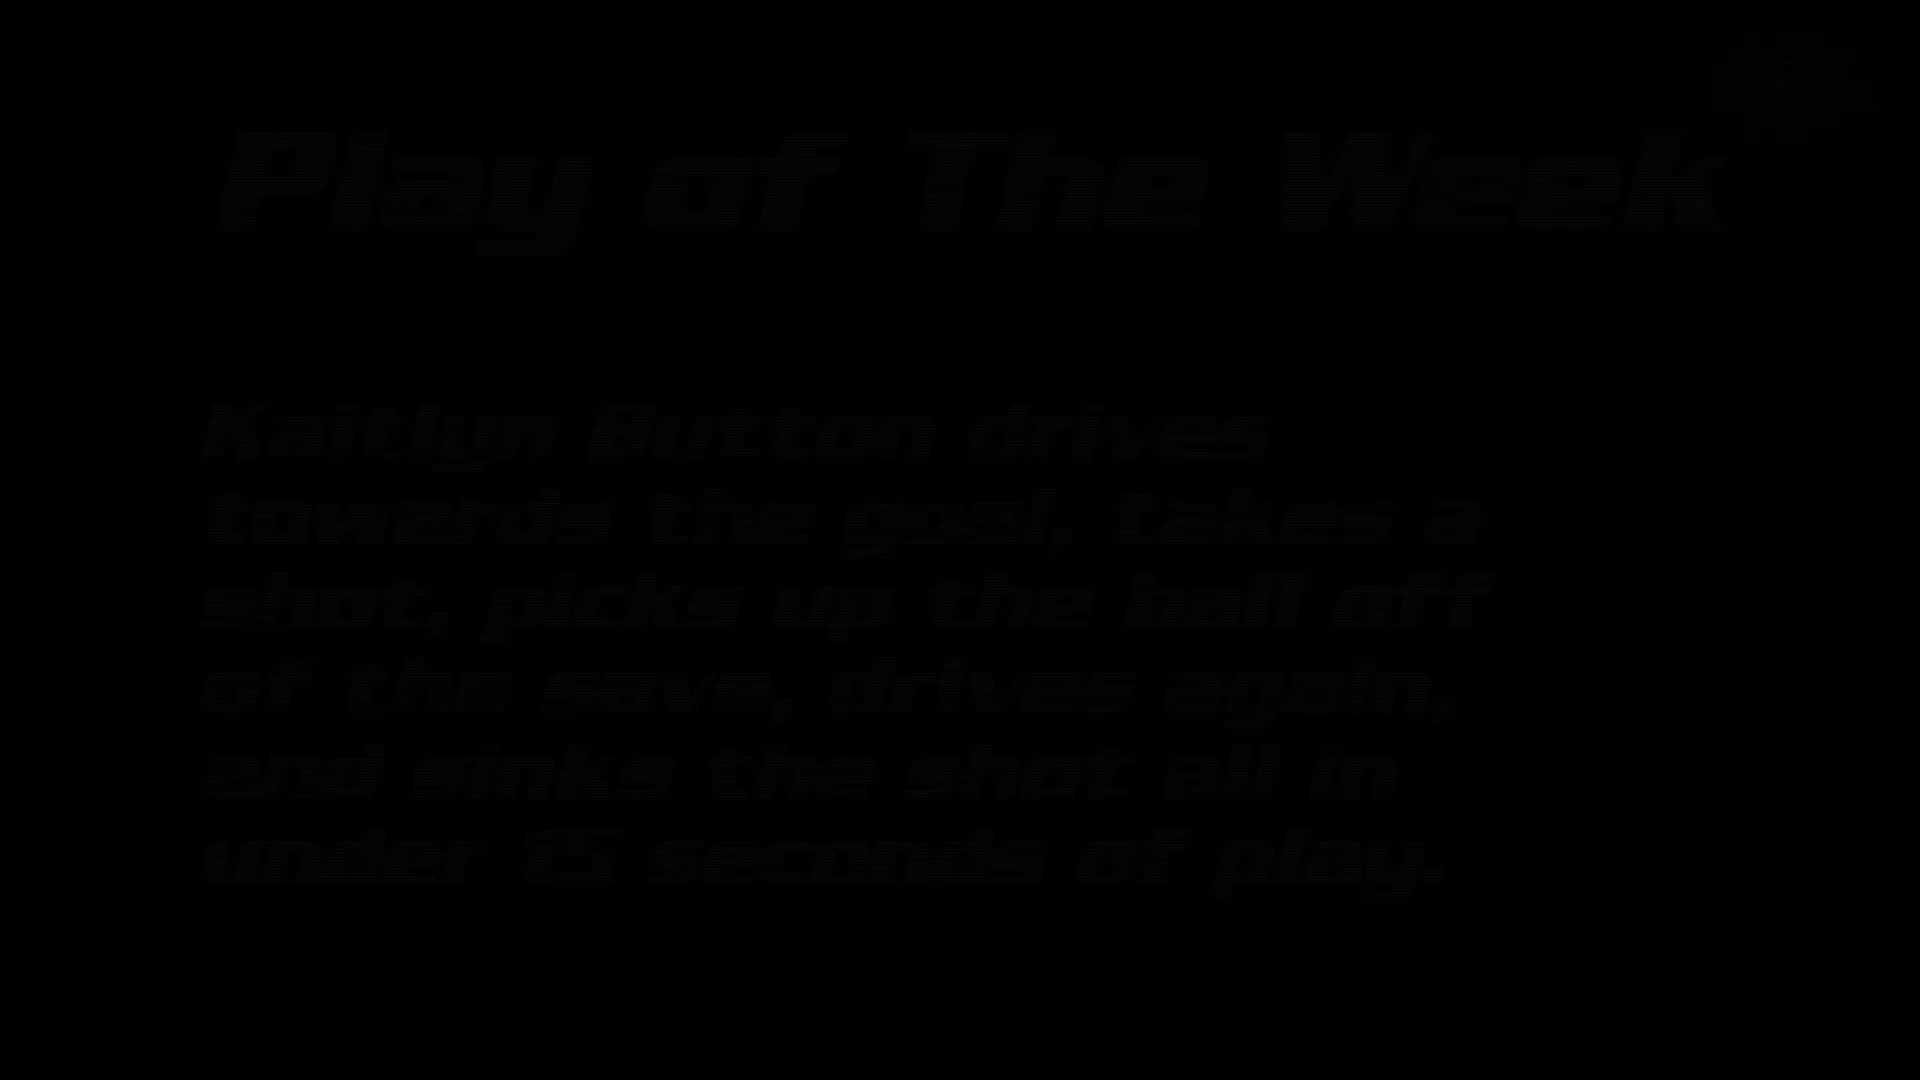 Play of The Week
Kaitlyn Button drives
towards the goal, takes a
shot, picks up the ball off
of the save, drives again,
and sinks the shot all in
under 15 seconds of play.